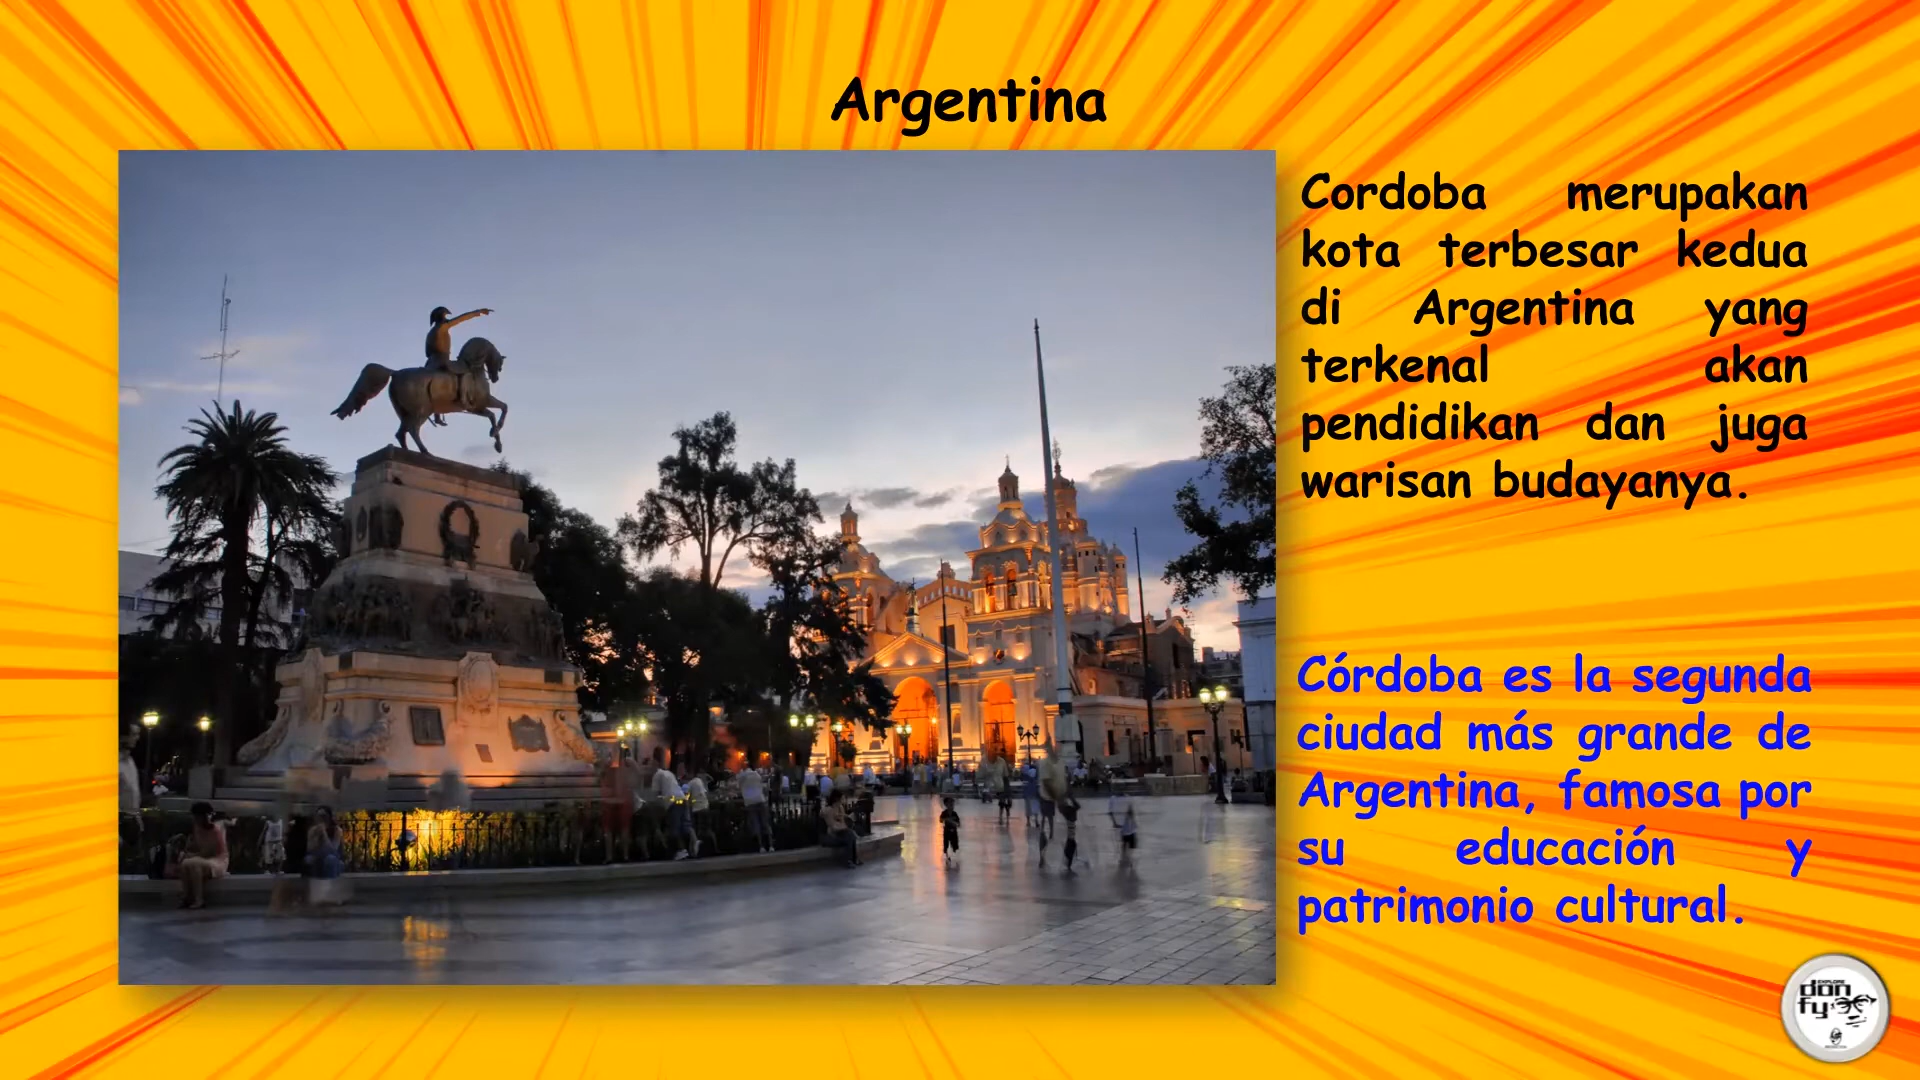 Argentina
Cordoba merupakan
kota terbesar kedua
di Argentina yang
terkenal akan
pendidikan dan juga
warisan budayanya.
Córdoba es la segunda
ciudad más grande de
Argentina, famosa por
su educación y
patrimonio cultural.
EXPLORE
don
fy